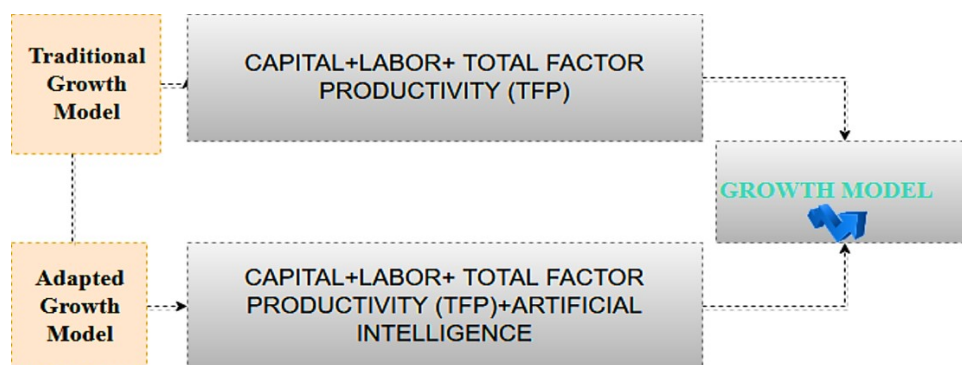 Traditional
Growth
Model
CAPITAL+LABOR+ TOTAL FACTOR
PRODUCTIVITY (TFP)
GROWTH MODEL
Adapted
Growth
Model
CAPITAL+LABOR+ TOTAL FACTOR
PRODUCTIVITY (TFP)+ARTIFICIAL
INTELLIGENCE